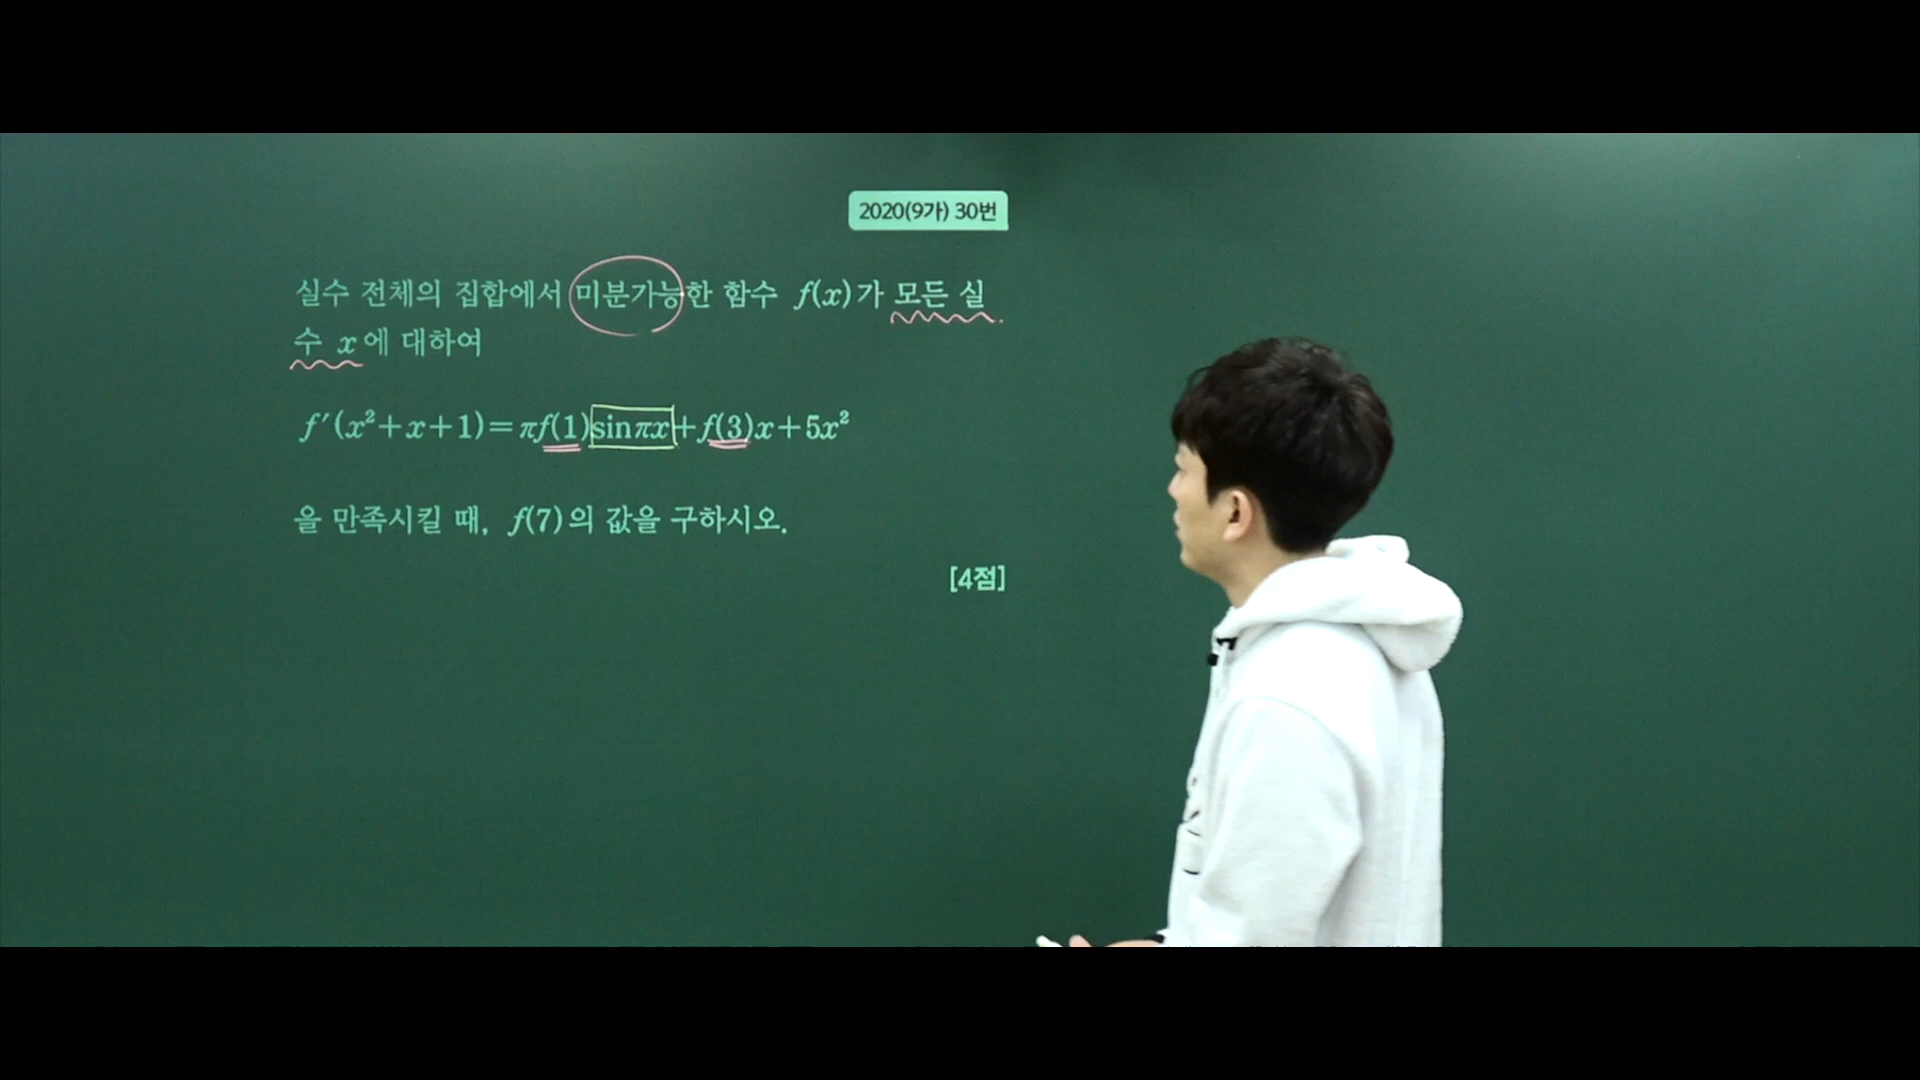 2020(9가) 30번
실수 전체의 집합에서 미분가능한 함수 f(x)가 모든 실
수 x에 대하여
f′(x²+x+1)=πf(1)sinπx+f(3)x+5x²
을 만족시킬 때, f(7)의 값을 구하시오.
[4점]